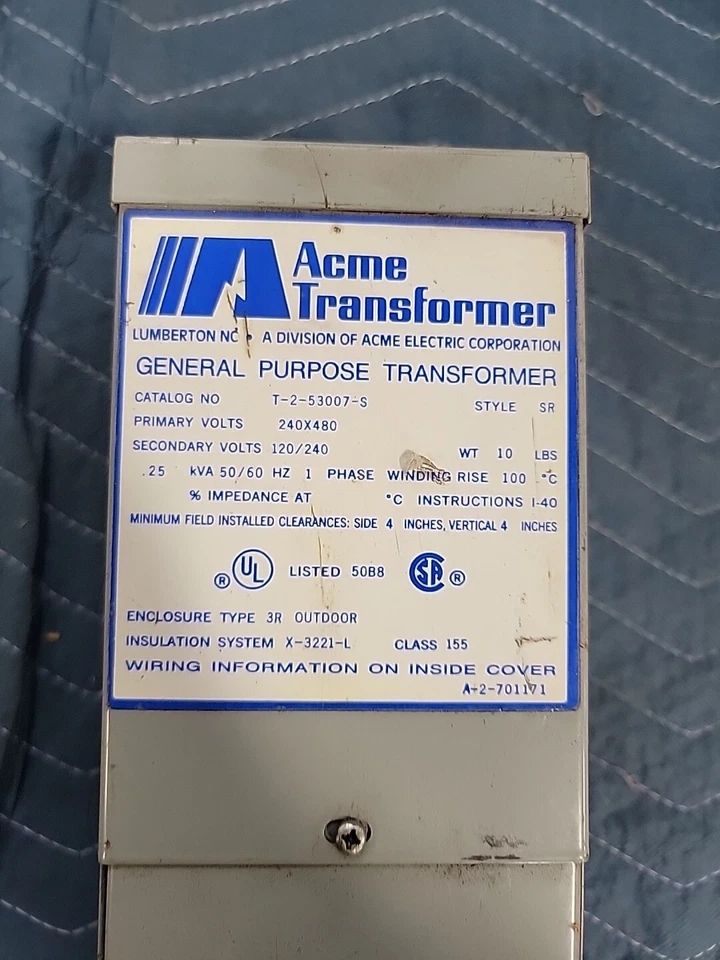 Acme
Transformer
LUMBERTON NC • A DIVISION OF ACME ELECTRIC CORPORATION
GENERAL PURPOSE TRANSFORMER
CATALOG NO T-2-53007-S STYLE SR
PRIMARY VOLTS 240X480
SECONDARY VOLTS 120/240 WT 10 LBS
.25 kVA 50/60 HZ 1 PHASE WINDING RISE 100 °C
% IMPEDANCE AT °C INSTRUCTIONS I-40
MINIMUM FIELD INSTALLED CLEARANCES: SIDE 4 INCHES, VERTICAL 4 INCHES
® UL LISTED 50B8 SA ®
ENCLOSURE TYPE 3R OUTDOOR
INSULATION SYSTEM X-3221-L CLASS 155
WIRING INFORMATION ON INSIDE COVER
A-2-701171